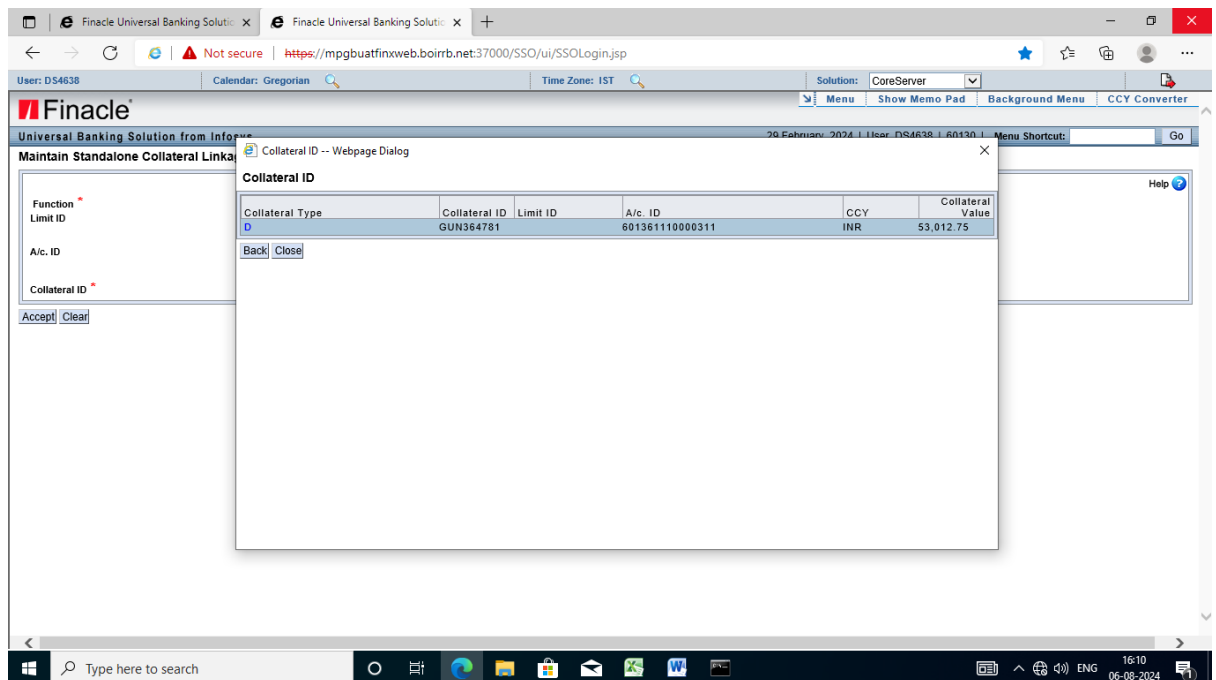 Finacle Universal Banking Solutic
Finacle Universal Banking Solutic
Not secure | https://mpgbuatfinxweb.boirrb.net:37000/SSO/ui/SSOLogin.jsp
User: DS4638 Calendar: Gregorian Time Zone: IST Solution: CoreServer
Finacle
Menu Show Memo Pad Background Menu CCY Converter
Universal Banking Solution from Infosys 29 February, 2024 | User DS4638 | 60130 | Menu Shortcut: Go
Maintain Standalone Collateral Linka
Collateral ID -- Webpage Dialog
Collateral ID
Help
Function *
Limit ID
A/c. ID
Collateral ID *
Accept Clear
Collateral Type Collateral ID Limit ID A/c. ID CCY Collateral Value
D GUN364781 601361110000311 INR 53,012.75
Back Close
Type here to search
ENG
16:10
06-08-2024
1